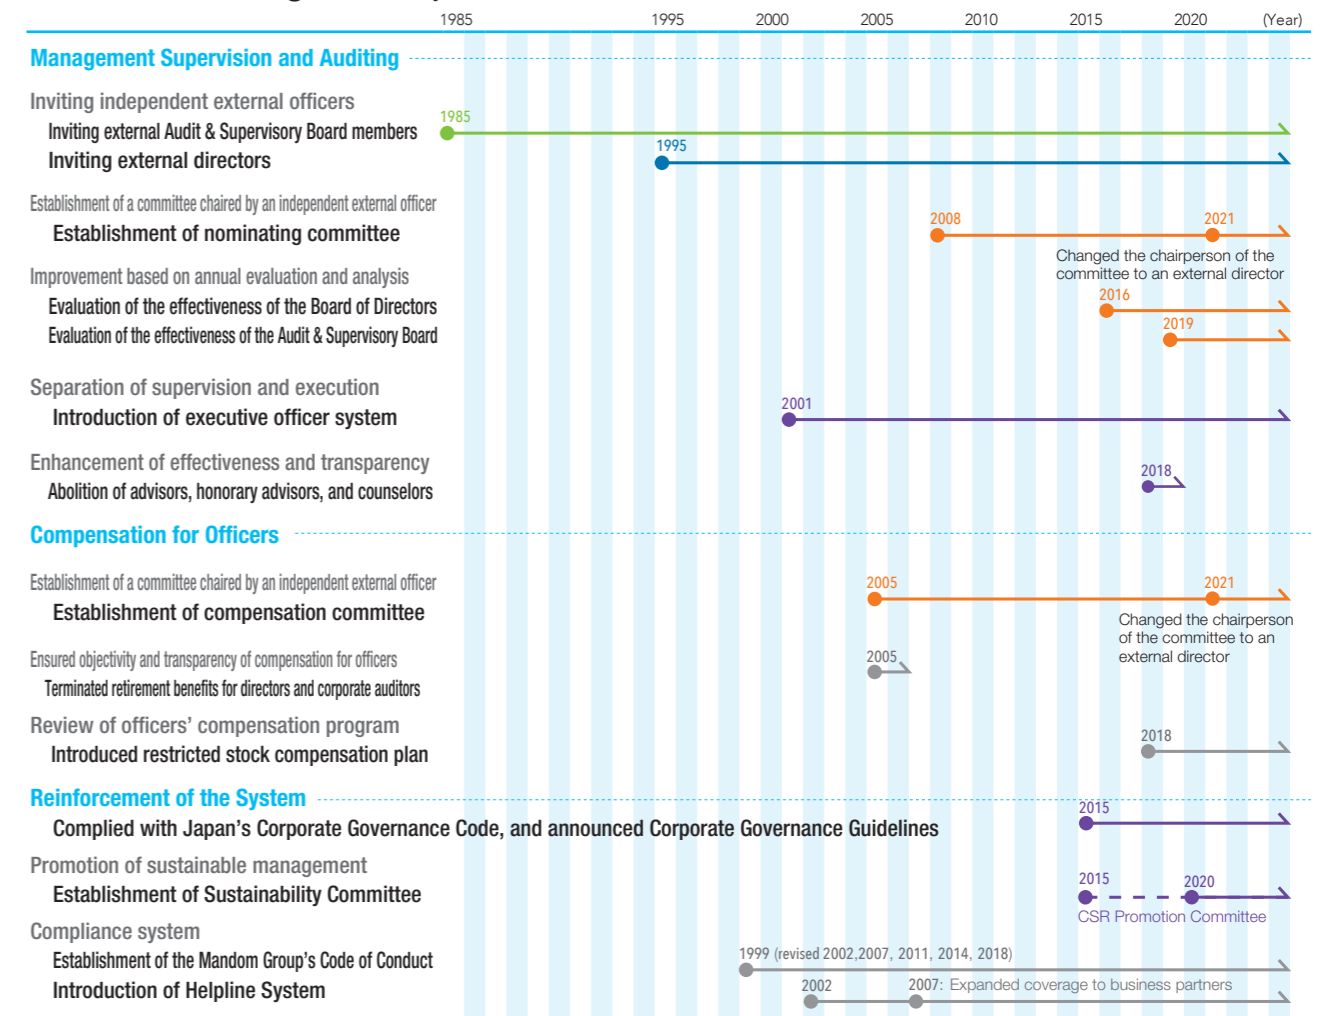 1985 1995 2000 2005 2010 2015 2020 (Year)
Management Supervision and Auditing
Inviting independent external officers
1985
Inviting external Audit & Supervisory Board members
1995
Inviting external directors
Establishment of a committee chaired by an independent external officer
2008 2021
Establishment of nominating committee
Changed the chairperson of the
committee to an external director
Improvement based on annual evaluation and analysis
2016
Evaluation of the effectiveness of the Board of Directors
2019
Evaluation of the effectiveness of the Audit & Supervisory Board
Separation of supervision and execution
2001
Introduction of executive officer system
Enhancement of effectiveness and transparency
2018
Abolition of advisors, honorary advisors, and counselors
Compensation for Officers
Establishment of a committee chaired by an independent external officer
2005 2021
Establishment of compensation committee
Changed the chairperson
of the committee to an
external director
Ensured objectivity and transparency of compensation for officers
2005
Terminated retirement benefits for directors and corporate auditors
Review of officers' compensation program
2018
Introduced restricted stock compensation plan
Reinforcement of the System
2015
Complied with Japan's Corporate Governance Code, and announced Corporate Governance Guidelines
Promotion of sustainable management
2015 2020
Establishment of Sustainability Committee
CSR Promotion Committee
Compliance system
1999 (revised 2002,2007, 2011, 2014, 2018)
Establishment of the Mandom Group's Code of Conduct
2002 2007: Expanded coverage to business partners
Introduction of Helpline System